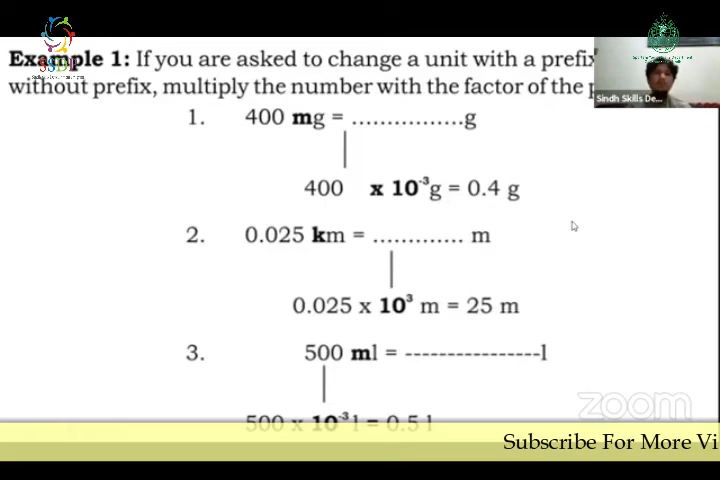 Example 1: If you are asked to change a unit with a prefix
without prefix, multiply the number with the factor of the p
Sindh Skills De...
1. 400 mg = ................g
400 x 10⁻³g = 0.4 g
2. 0.025 km = ............. m
0.025 x 10³ m = 25 m
3. 500 ml = ----------------l
500 x 10⁻³ l = 0.5 l
zoom
Subscribe For More Vi